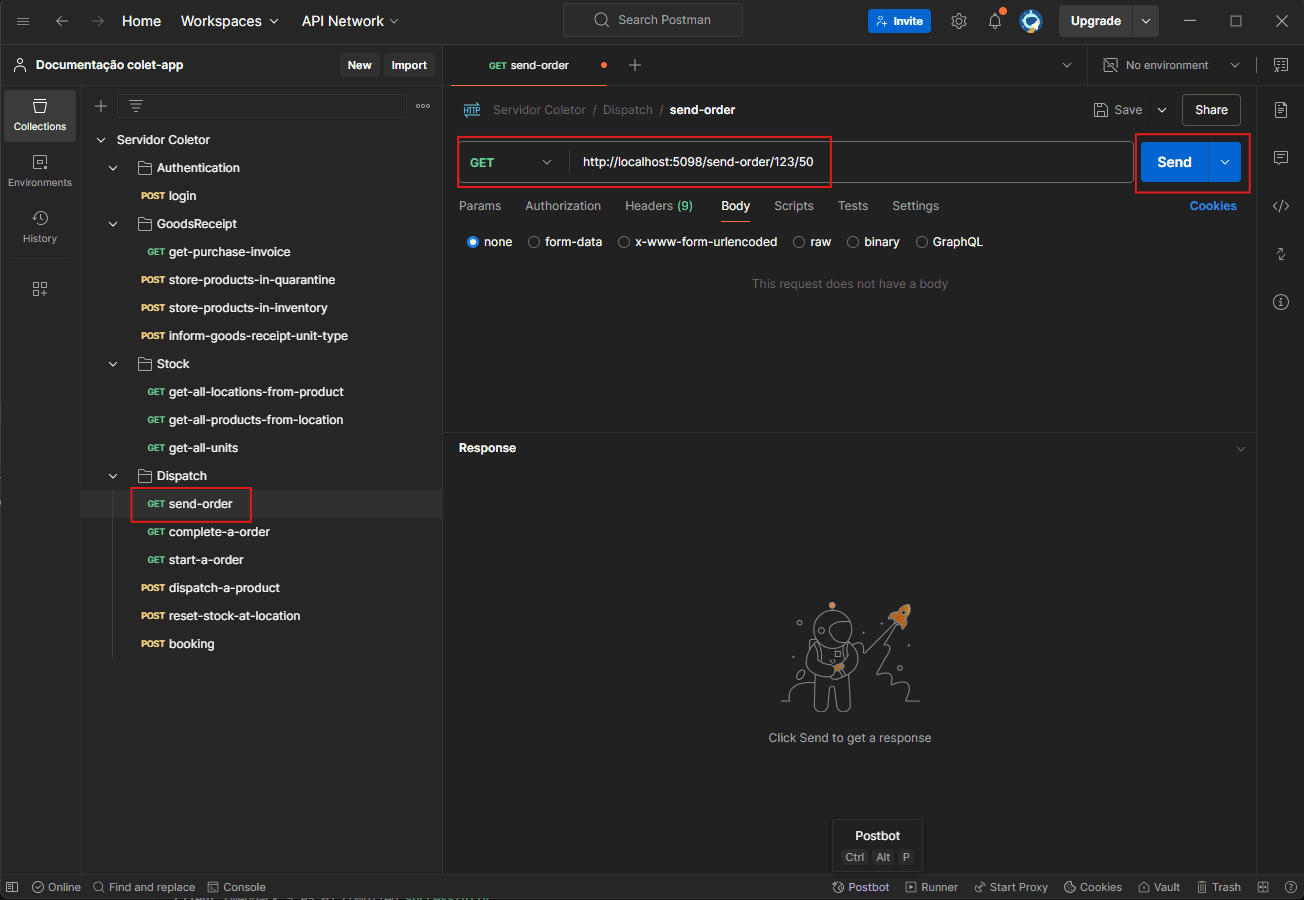 Home Workspaces API Network Search Postman Invite Upgrade
Documentação colet-app New Import GET send-order No environment
Collections
Environments
History
Servidor Coletor
Authentication
POST login
GoodsReceipt
GET get-purchase-invoice
POST store-products-in-quarantine
POST store-products-in-inventory
POST inform-goods-receipt-unit-type
Stock
GET get-all-locations-from-product
GET get-all-products-from-location
GET get-all-units
Dispatch
GET send-order
GET complete-a-order
GET start-a-order
POST dispatch-a-product
POST reset-stock-at-location
POST booking
HTTP Servidor Coletor / Dispatch / send-order Save Share
GET http://localhost:5098/send-order/123/50 Send
Params Authorization Headers (9) Body Scripts Tests Settings Cookies
none form-data x-www-form-urlencoded raw binary GraphQL
This request does not have a body
Response
Click Send to get a response
Postbot
Ctrl Alt P
Online Find and replace Console Postbot Runner Start Proxy Cookies Vault Trash